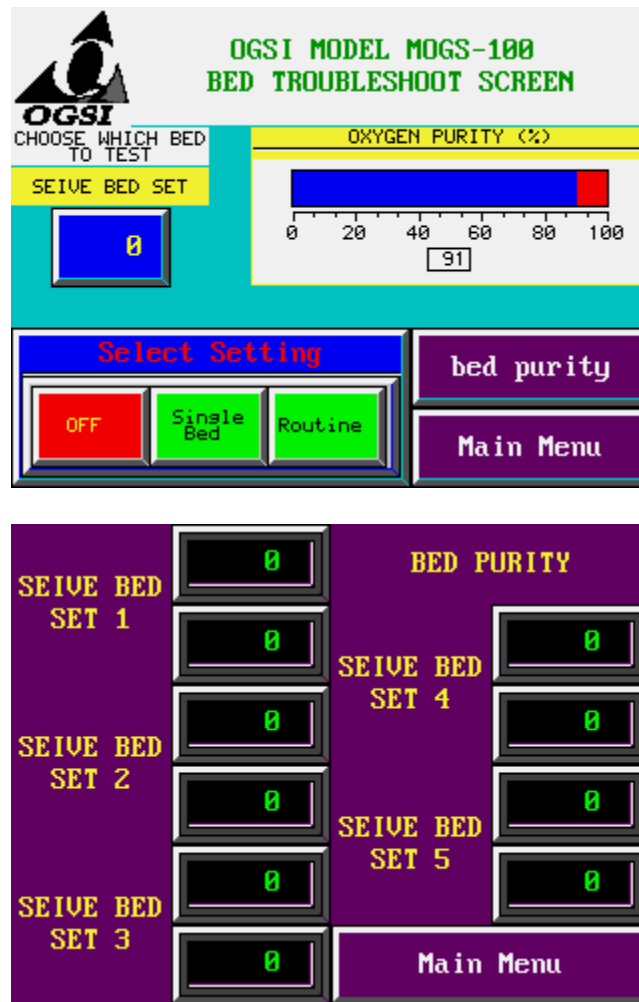 OGSI MODEL MOGS-100
BED TROUBLESHOOT SCREEN
OGSI
CHOOSE WHICH BED
TO TEST
SEIVE BED SET
0
OXYGEN PURITY (%)
0 20 40 60 80 100
91
Select Setting
OFF
Single
Bed
Routine
bed purity
Main Menu
BED PURITY
SEIVE BED
SET 1
0
0
SEIVE BED
SET 2
0
0
SEIVE BED
SET 3
0
0
SEIVE BED
SET 4
0
0
SEIVE BED
SET 5
0
0
Main Menu